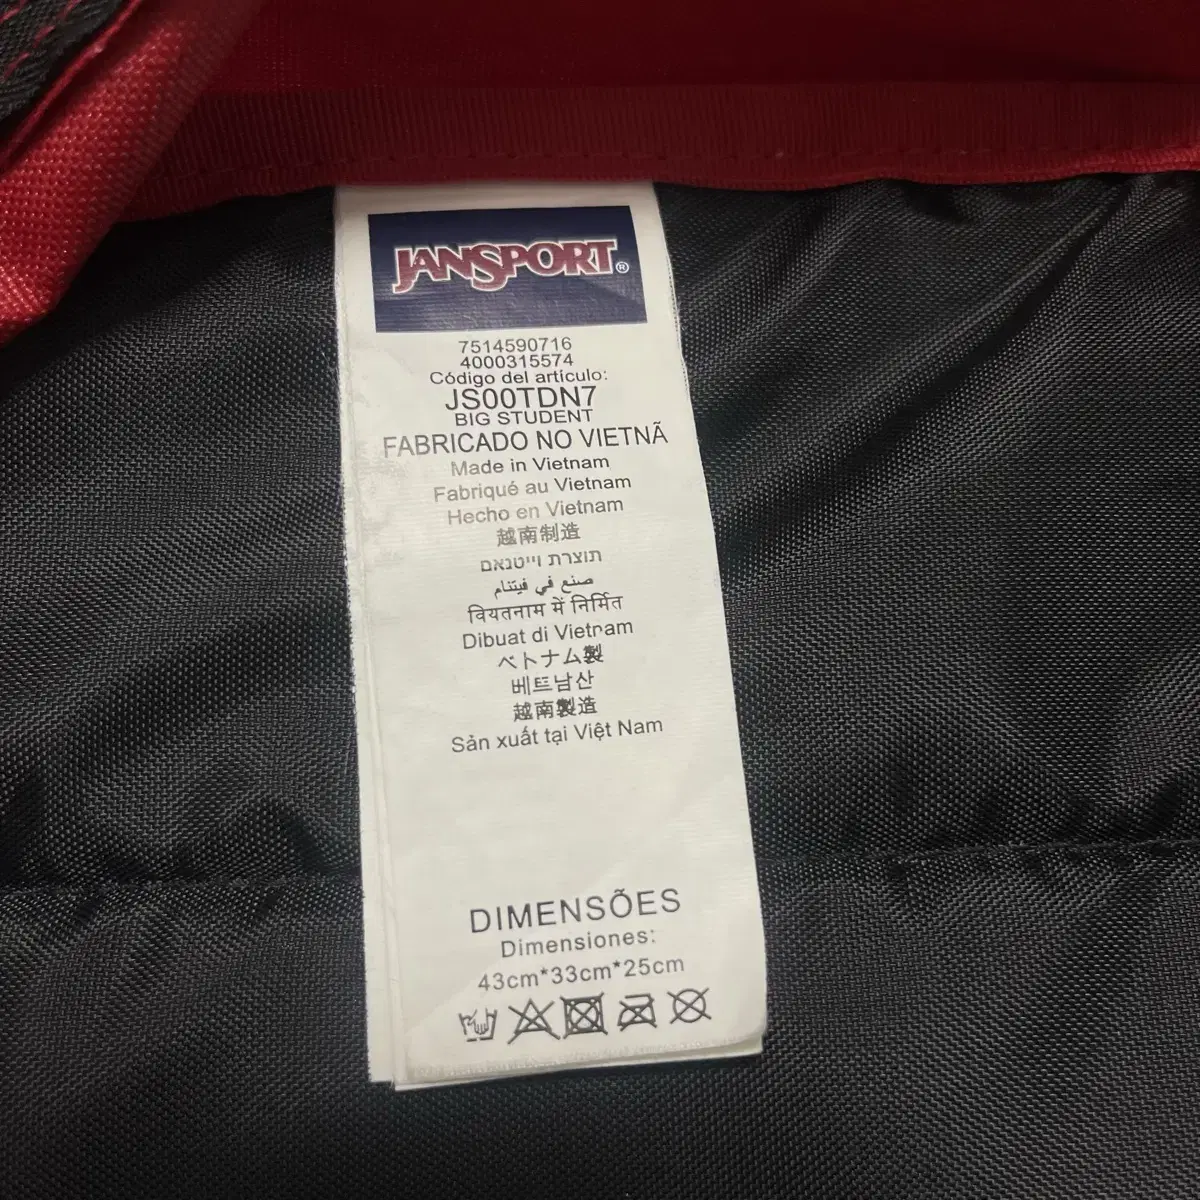 JANSPORT®
7514590716
4000315574
Código del artículo:
JS00TDN7
BIG STUDENT
FABRICADO NO VIETNÃ
Made in Vietnam
Fabriqué au Vietnam
Hecho en Vietnam
越南制造
תוצרת וייטנאם
صنع في فيتنام
वियतनाम में निर्मित
Dibuat di Vietnam
ベトナム製
베트남산
越南製造
Sản xuất tại Việt Nam
DIMENSÕES
Dimensiones:
43cm*33cm*25cm